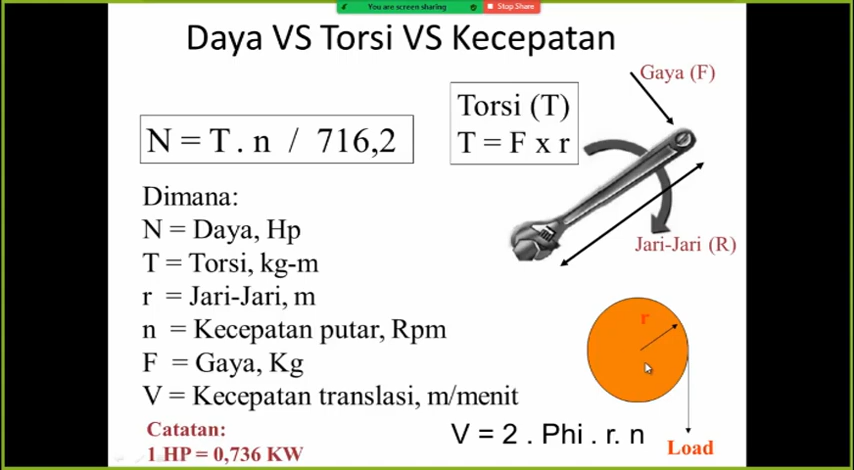 You are screen sharing
Stop Share
Daya VS Torsi VS Kecepatan
N = T . n / 716,2
Torsi (T)
T = F x r
Gaya (F)
Jari-Jari (R)
Dimana:
N = Daya, Hp
T = Torsi, kg-m
r = Jari-Jari, m
n = Kecepatan putar, Rpm
F = Gaya, Kg
V = Kecepatan translasi, m/menit
Catatan:
1 HP = 0,736 KW
r
V = 2 . Phi . r. n
Load